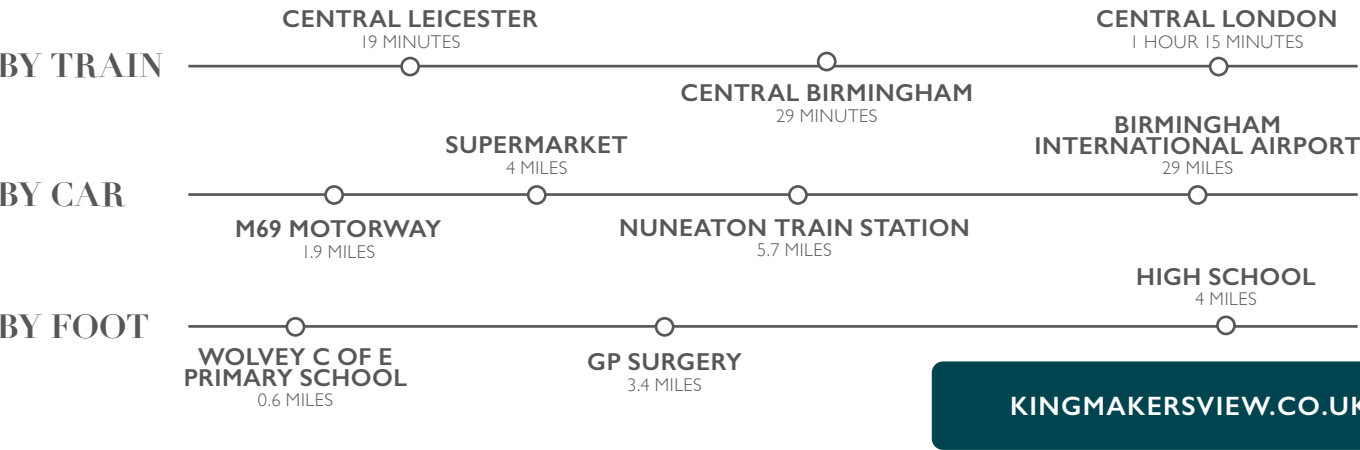 CENTRAL LEICESTER
19 MINUTES
CENTRAL LONDON
1 HOUR 15 MINUTES
BY TRAIN
CENTRAL BIRMINGHAM
29 MINUTES
BIRMINGHAM
INTERNATIONAL AIRPORT
29 MILES
SUPERMARKET
4 MILES
BY CAR
M69 MOTORWAY
1.9 MILES
NUNEATON TRAIN STATION
5.7 MILES
HIGH SCHOOL
4 MILES
BY FOOT
WOLVEY C OF E
PRIMARY SCHOOL
0.6 MILES
GP SURGERY
3.4 MILES
KINGMAKERSVIEW.CO.UK